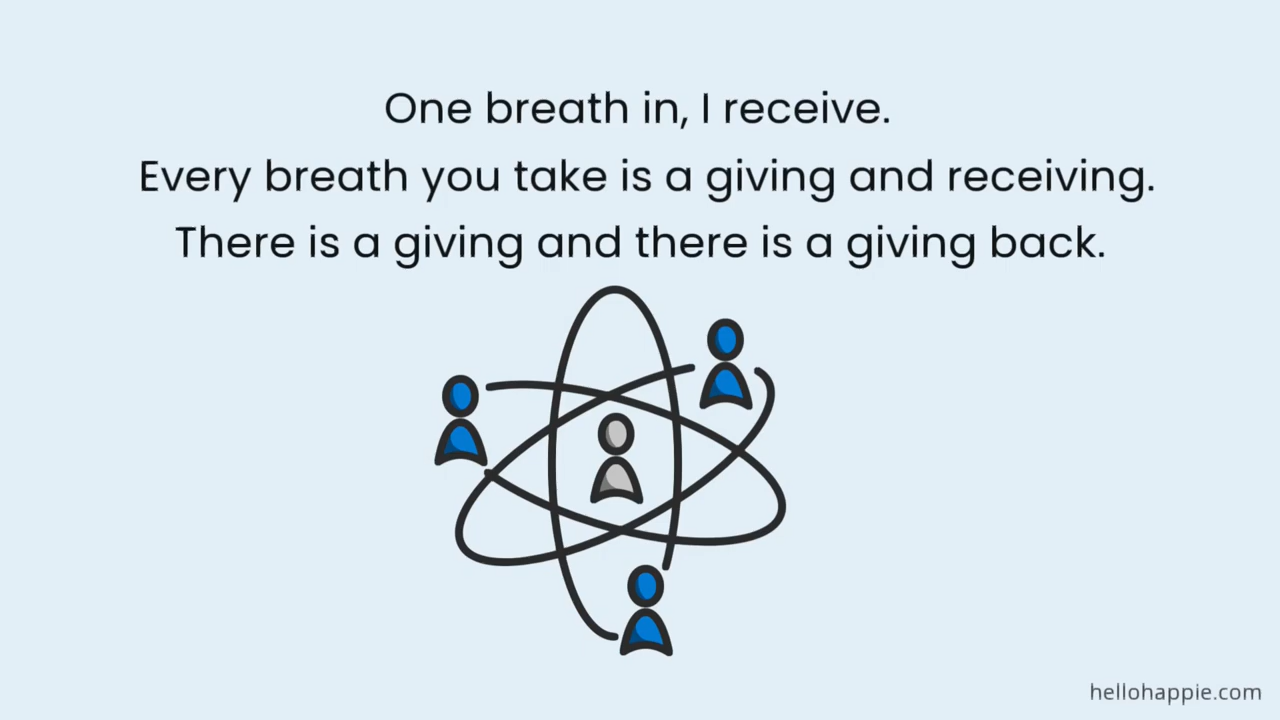 One breath in, I receive.
Every breath you take is a giving and receiving.
There is a giving and there is a giving back.
hellohappie.com